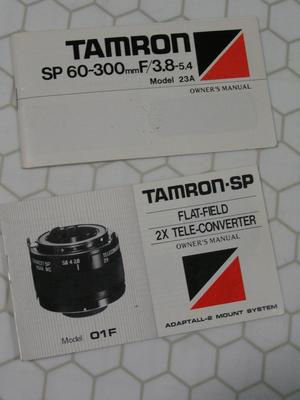 TAMRON
SP 60-300mm F/3.8-5.4
Model 23A
OWNER'S MANUAL
TAMRON-SP
FLAT-FIELD
2X TELE-CONVERTER
OWNER'S MANUAL
ADAPTALL-2 MOUNT SYSTEM
Model 01F